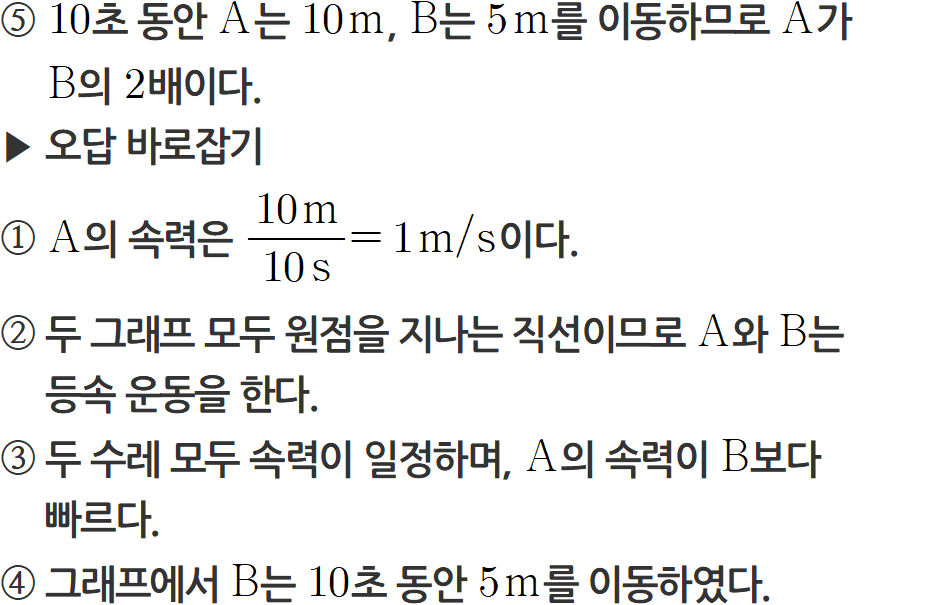 ⑤ 10초 동안 A는 10m, B는 5m를 이동하므로 A가
B의 2배이다.
▶ 오답 바로잡기
① A의 속력은 10m/10s = 1m/s이다.
② 두 그래프 모두 원점을 지나는 직선이므로 A와 B는
등속 운동을 한다.
③ 두 수레 모두 속력이 일정하며, A의 속력이 B보다
빠르다.
④ 그래프에서 B는 10초 동안 5m를 이동하였다.